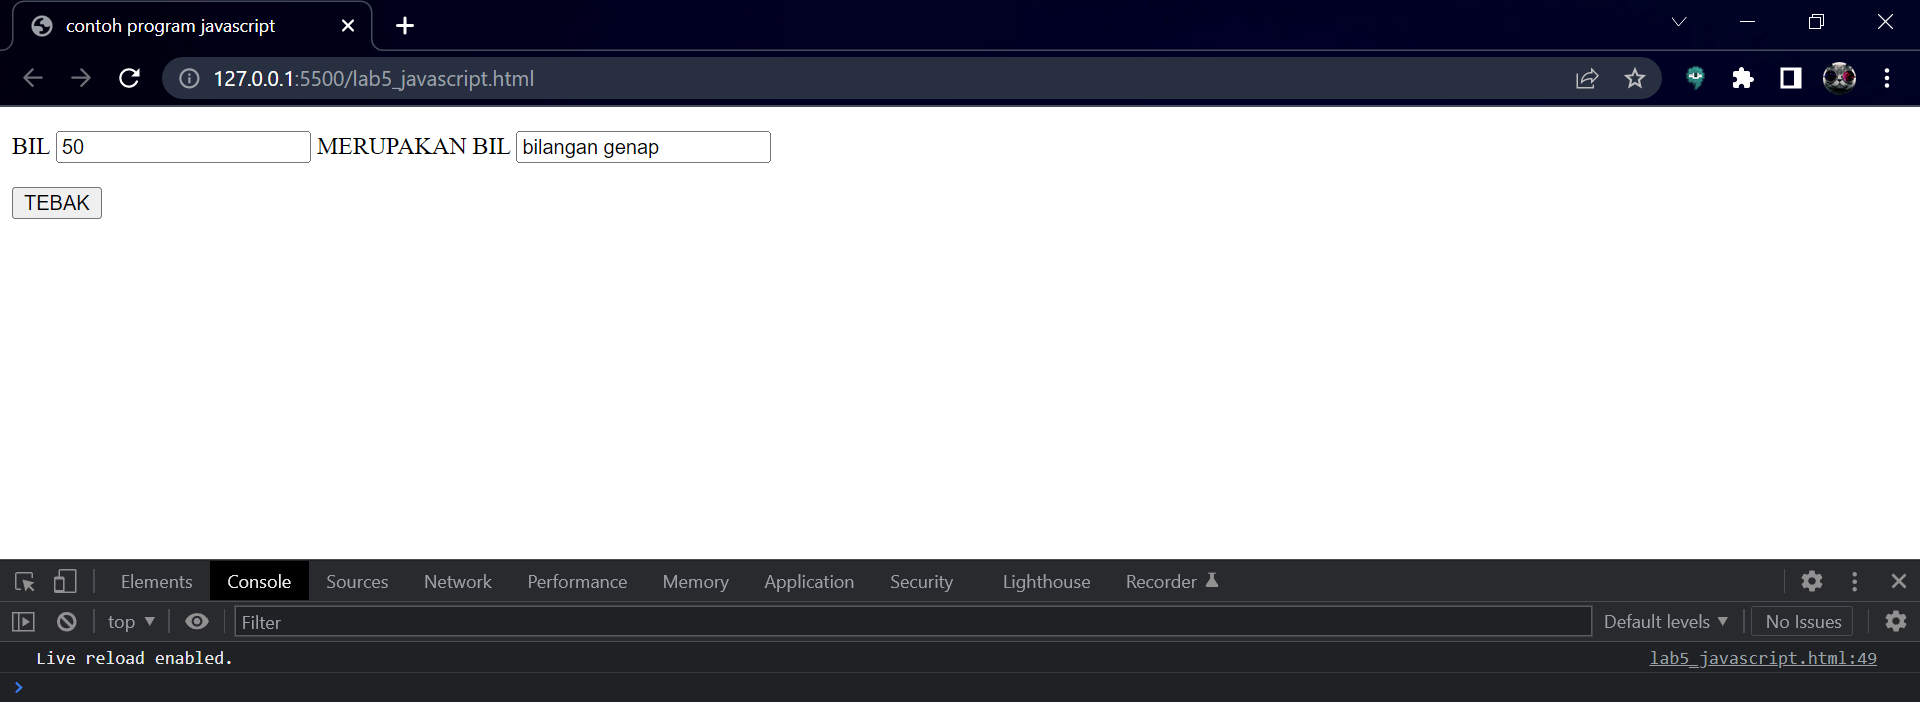 contoh program javascript
127.0.0.1:5500/lab5_javascript.html
BIL 50 MERUPAKAN BIL bilangan genap
TEBAK
Elements Console Sources Network Performance Memory Application Security Lighthouse Recorder
top Filter Default levels No Issues
Live reload enabled. lab5_javascript.html:49